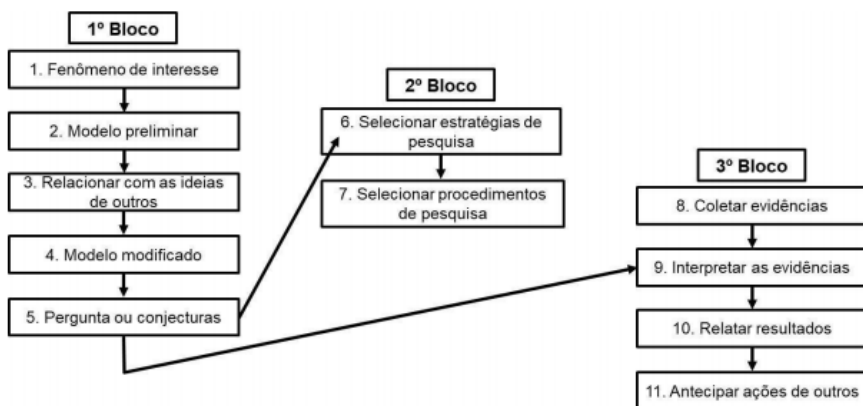 1º Bloco
1. Fenômeno de interesse
2. Modelo preliminar
3. Relacionar com as ideias
de outros
4. Modelo modificado
5. Pergunta ou conjecturas
2º Bloco
6. Selecionar estratégias de
pesquisa
7. Selecionar procedimentos
de pesquisa
3º Bloco
8. Coletar evidências
9. Interpretar as evidências
10. Relatar resultados
11. Antecipar ações de outros